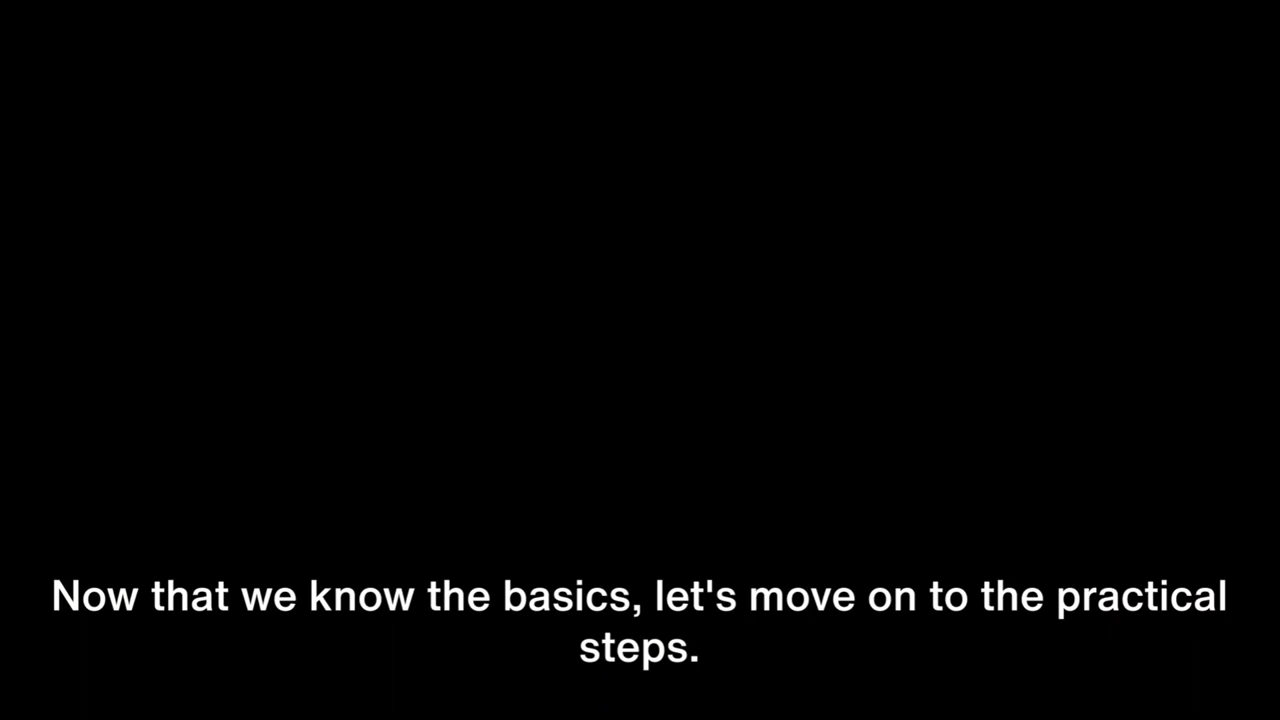 Now that we know the basics, let's move on to the practical
steps.